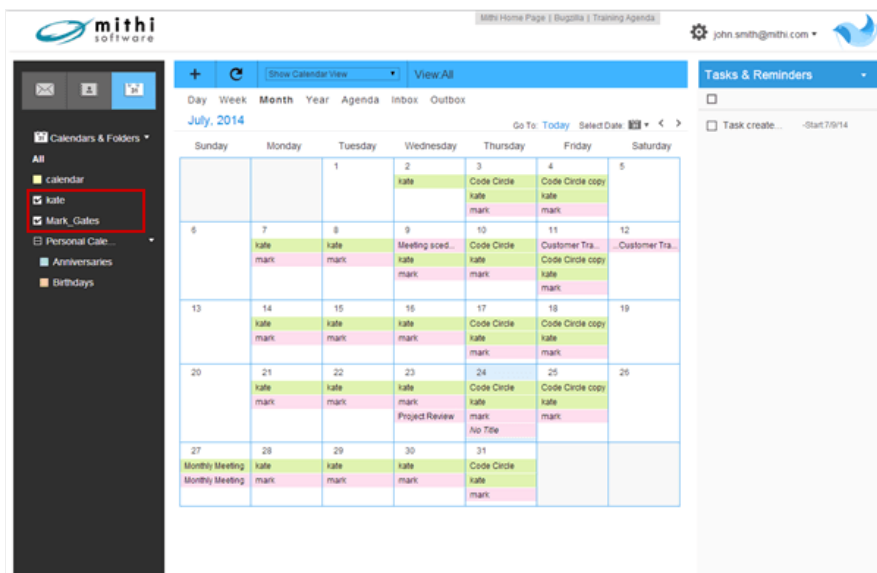 mithi
software
Mithi Home Page | Bugzilla | Training Agenda
john.smith@mithi.com
Calendars & Folders
All
calendar
kate
Mark_Gates
Personal Cale...
Anniversaries
Birthdays
+ Show Calendar View View:All
Day Week Month Year Agenda Inbox Outbox
July, 2014
Go To: Today Select Date: < >
Sunday Monday Tuesday Wednesday Thursday Friday Saturday
1 2 3 4 5
kate Code Circle Code Circle copy
kate kate
mark mark
6 7 8 9 10 11 12
kate kate Meeting sced... Code Circle Customer Tra... ...Customer Tra...
mark mark kate kate Code Circle copy
mark mark kate
mark
13 14 15 16 17 18 19
kate kate kate Code Circle Code Circle copy
mark mark mark kate kate
mark mark
20 21 22 23 24 25 26
kate kate kate Code Circle Code Circle copy
mark mark mark kate kate
Project Review mark mark
No Title
27 28 29 30 31
Monthly Meeting kate kate kate Code Circle
Monthly Meeting mark mark mark kate
mark
Tasks & Reminders
Task create... -Start:7/9/14